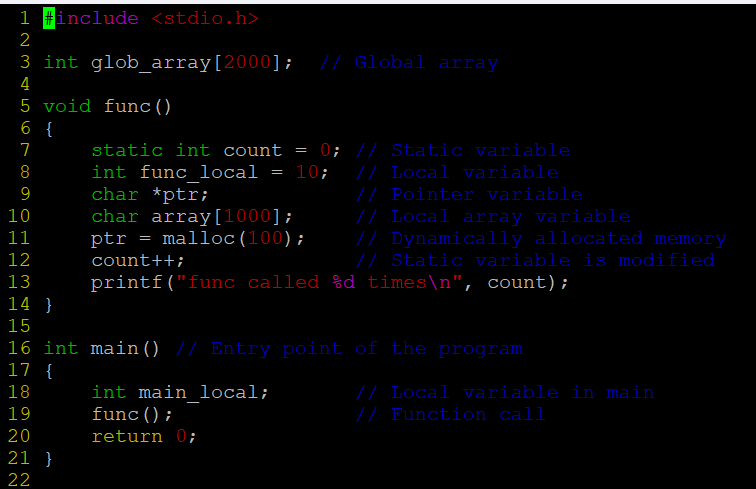 1 #include <stdio.h>
2
3 int glob_array[2000];  // Global array
4
5 void func()
6 {
7     static int count = 0; // Static variable
8     int func_local = 10;  // Local variable
9     char *ptr;            // Pointer variable
10     char array[1000];     // Local array variable
11     ptr = malloc(100);    // Dynamically allocated memory
12     count++;              // Static variable is modified
13     printf("func called %d times\n", count);
14 }
15
16 int main() // Entry point of the program
17 {
18     int main_local;       // Local variable in main
19     func();               // Function call
20     return 0;
21 }
22